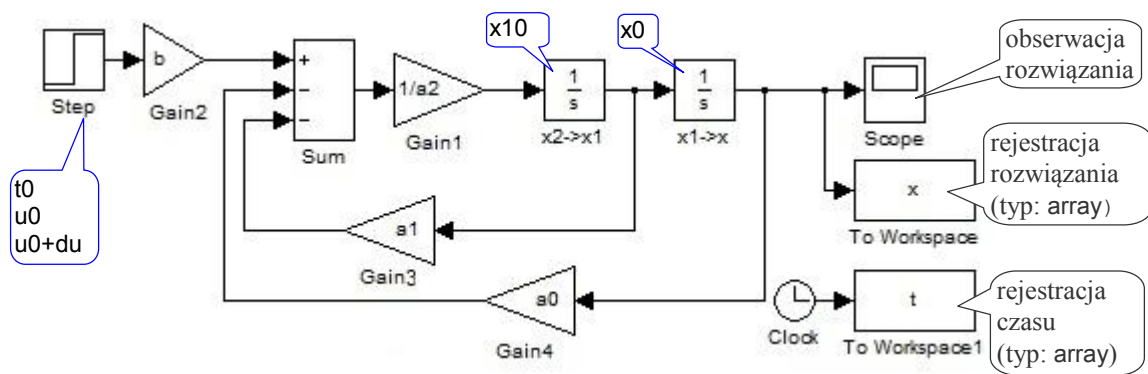 x10
x0
obserwacja
rozwiązania
Step
b
Gain2
+
−
−
Sum
1/a2
Gain1
1
s
x2->x1
1
s
x1->x
Scope
t0
u0
u0+du
rejestracja
rozwiązania
(typ: array)
x
To Workspace
a1
Gain3
a0
Gain4
Clock
t
To Workspace1
rejestracja
czasu
(typ: array)